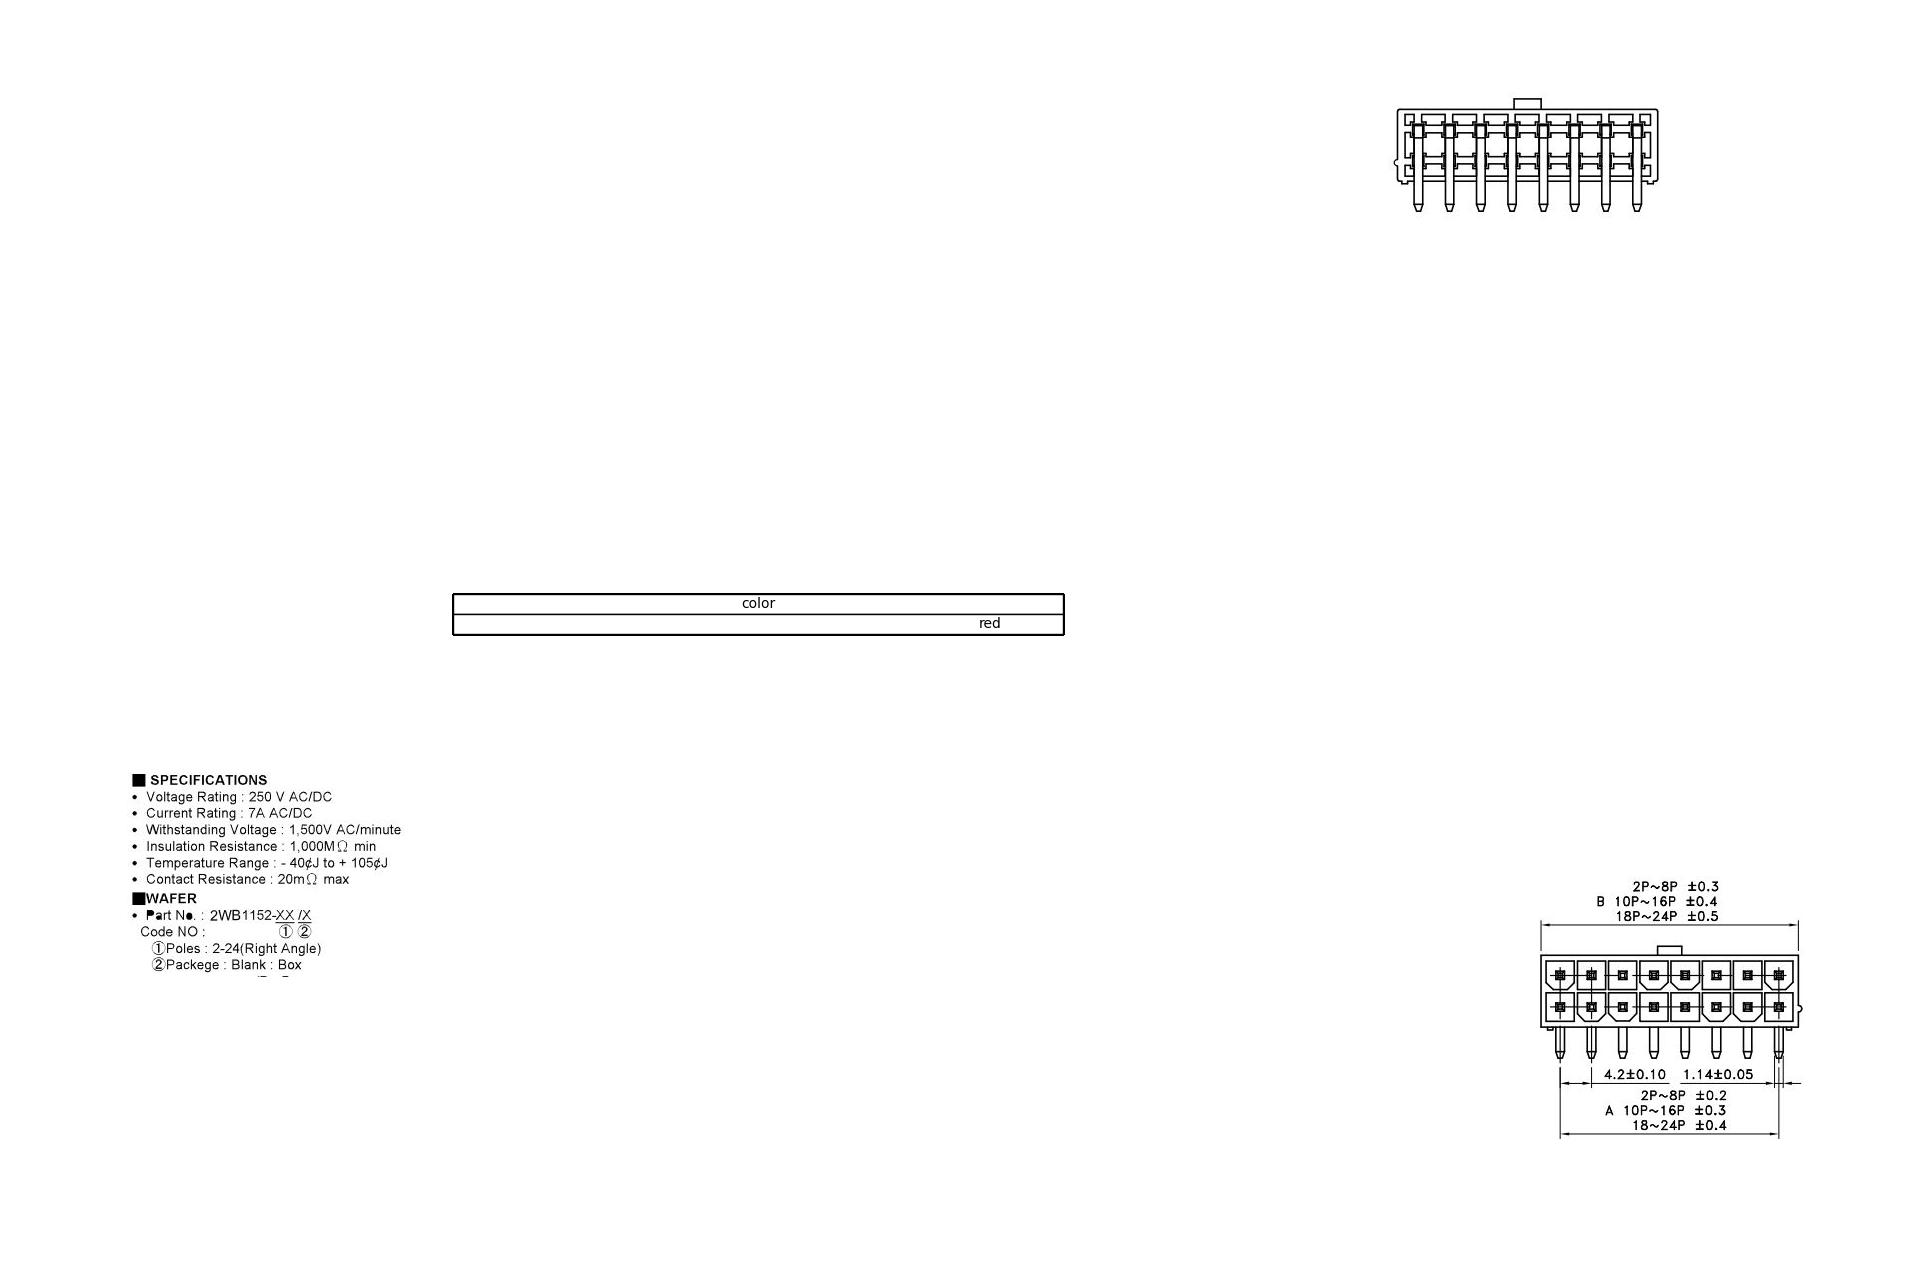 color
red
■ SPECIFICATIONS
• Voltage Rating : 250 V AC/DC
• Current Rating : 7A AC/DC
• Withstanding Voltage : 1,500V AC/minute
• Insulation Resistance : 1,000MΩ min
• Temperature Range : - 40¢J to + 105¢J
• Contact Resistance : 20mΩ max
■WAFER
• Part No. : 2WB1152-XX /X
Code NO : ① ②
①Poles : 2-24(Right Angle)
②Packege : Blank : Box
2P~8P ±0.3
B 10P~16P ±0.4
18P~24P ±0.5
4.2±0.10 1.14±0.05
2P~8P ±0.2
A 10P~16P ±0.3
18~24P ±0.4